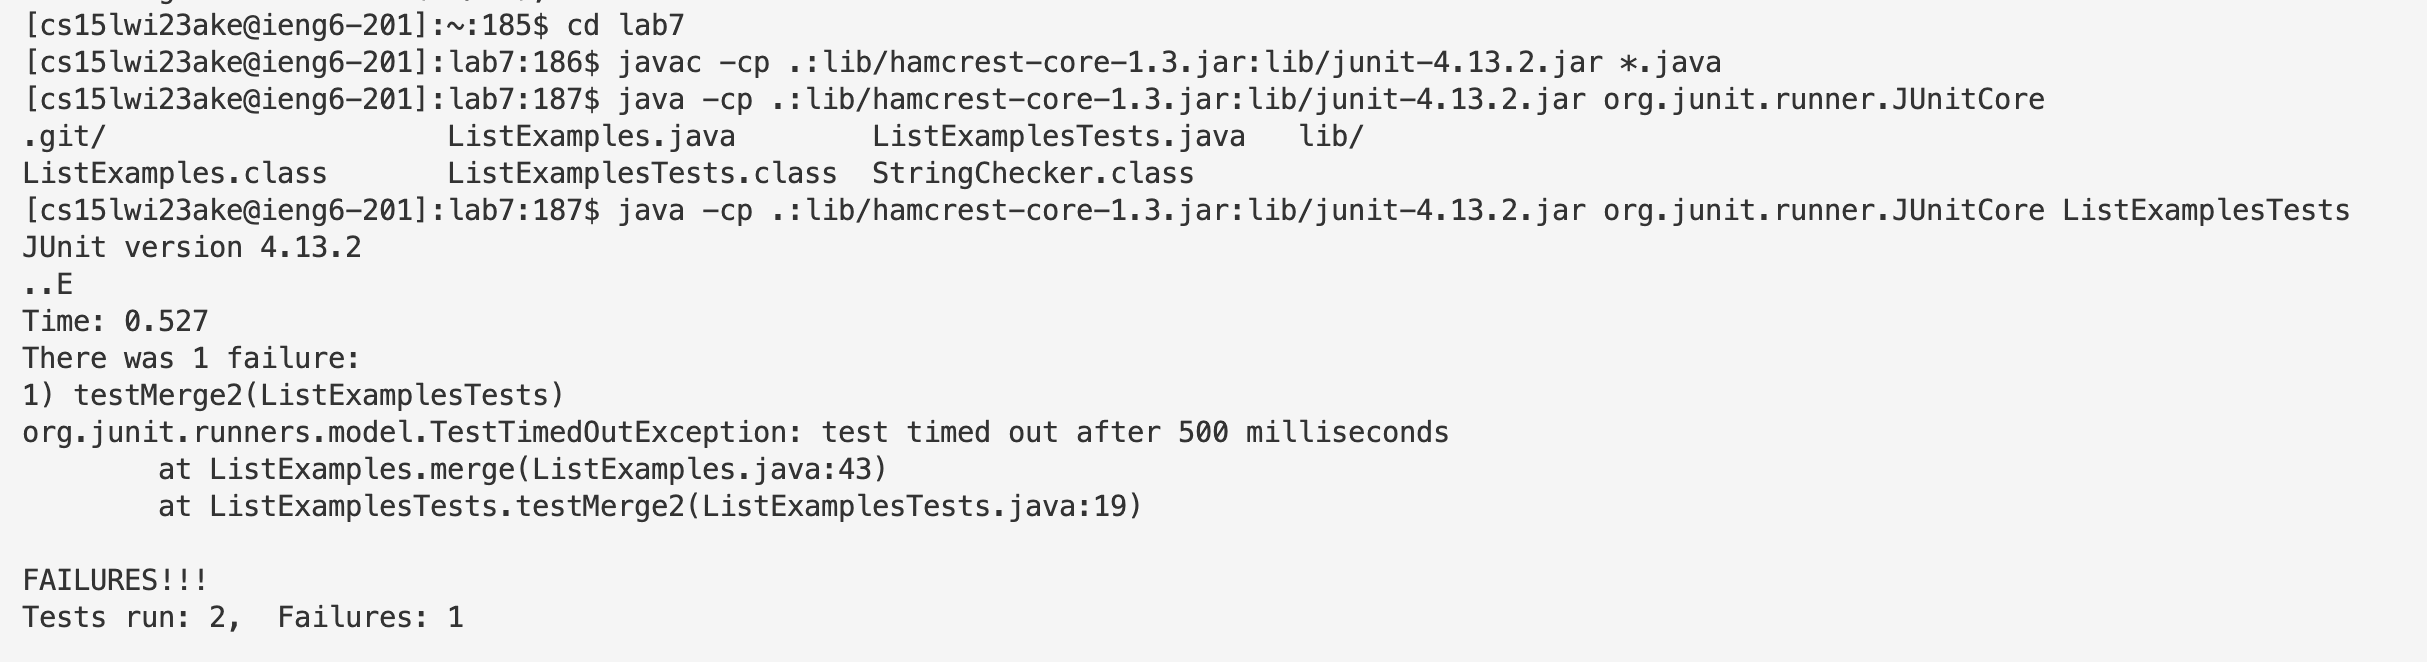 [cs15lwi23ake@ieng6-201]:~:185$ cd lab7
[cs15lwi23ake@ieng6-201]:lab7:186$ javac -cp .:lib/hamcrest-core-1.3.jar:lib/junit-4.13.2.jar *.java
[cs15lwi23ake@ieng6-201]:lab7:187$ java -cp .:lib/hamcrest-core-1.3.jar:lib/junit-4.13.2.jar org.junit.runner.JUnitCore
.git/                    ListExamples.java        ListExamplesTests.java   lib/
ListExamples.class       ListExamplesTests.class  StringChecker.class
[cs15lwi23ake@ieng6-201]:lab7:187$ java -cp .:lib/hamcrest-core-1.3.jar:lib/junit-4.13.2.jar org.junit.runner.JUnitCore ListExamplesTests
JUnit version 4.13.2
..E
Time: 0.527
There was 1 failure:
1) testMerge2(ListExamplesTests)
org.junit.runners.model.TestTimedOutException: test timed out after 500 milliseconds
        at ListExamples.merge(ListExamples.java:43)
        at ListExamplesTests.testMerge2(ListExamplesTests.java:19)

FAILURES!!!
Tests run: 2,  Failures: 1